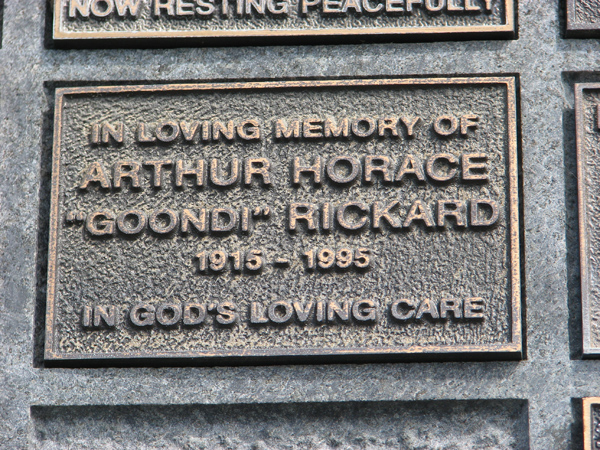 NOW RESTING PEACEFULLY
IN LOVING MEMORY OF
ARTHUR HORACE
"GOONDI" RICKARD
1915 – 1995
IN GOD'S LOVING CARE